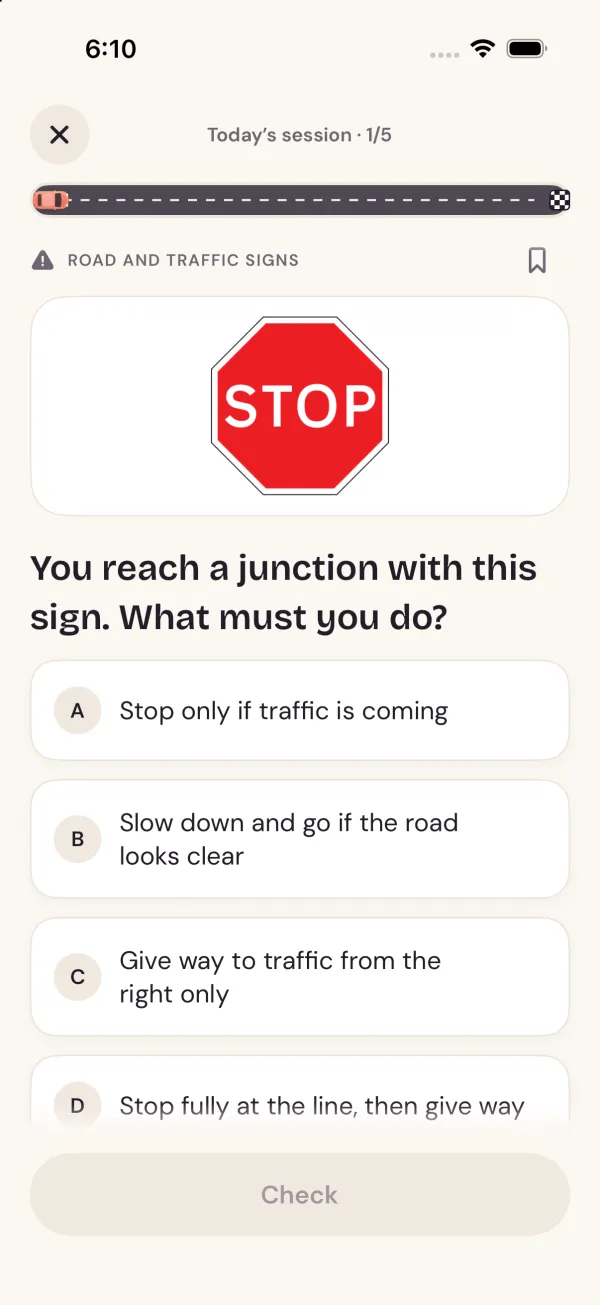 6:10
Today’s session · 1/5
ROAD AND TRAFFIC SIGNS
STOP
You reach a junction with this
sign. What must you do?
A Stop only if traffic is coming
B Slow down and go if the road
looks clear
C Give way to traffic from the
right only
D Stop fully at the line, then give way
Check